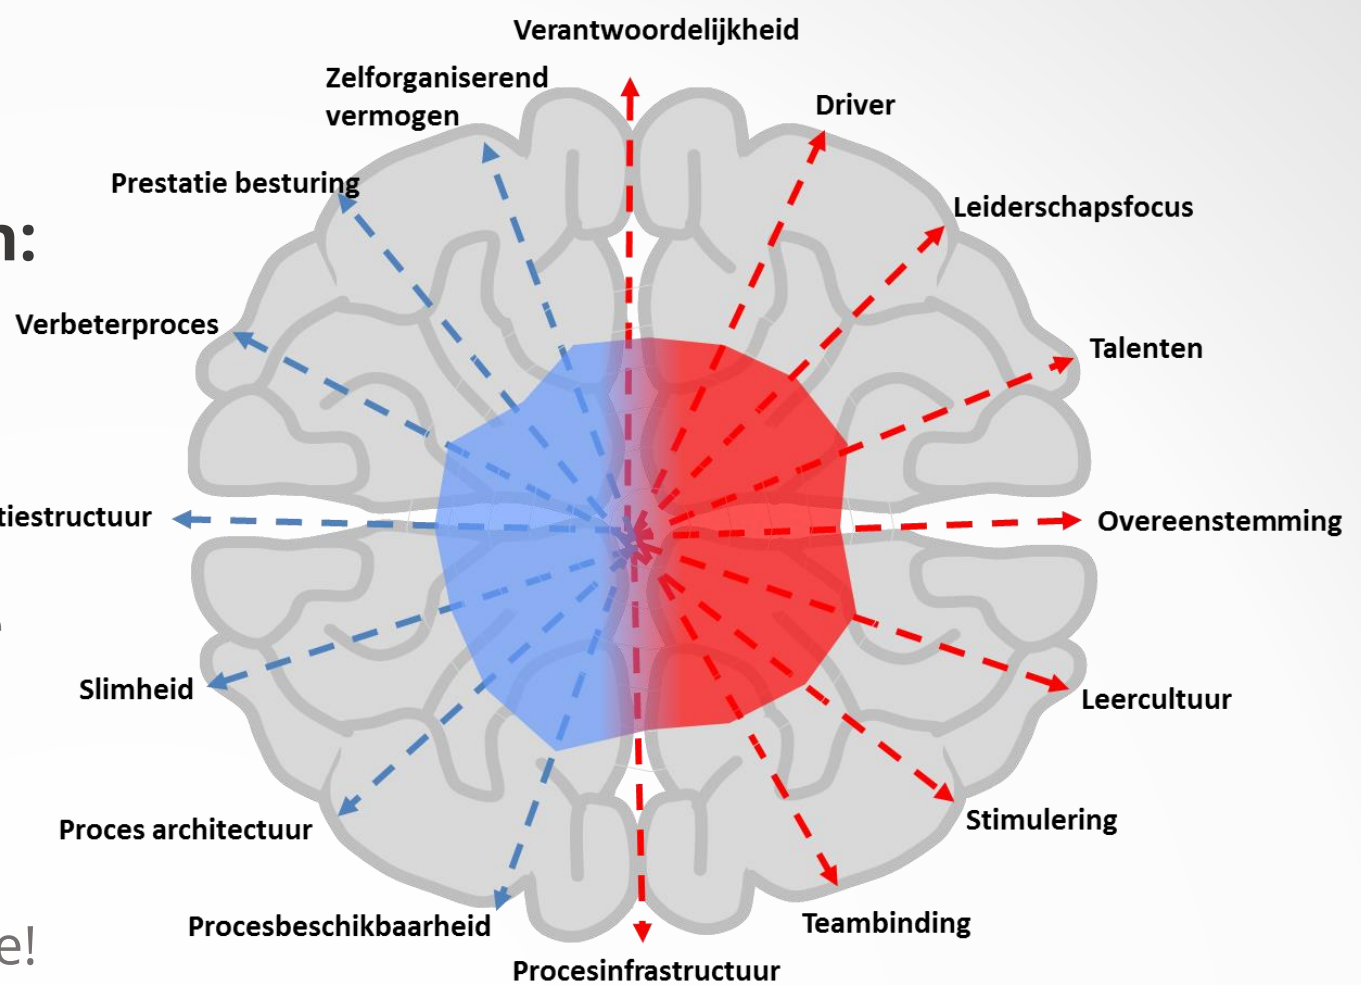 Verantwoordelijkheid
Zelforganiserend
vermogen
Driver
Prestatie besturing
Leiderschapsfocus
n:
Verbeterproces
Talenten
tiestructuur
Overeenstemming
Slimheid
Leercultuur
Proces architectuur
Stimulering
Procesbeschikbaarheid
Teambinding
e!
Procesinfrastructuur